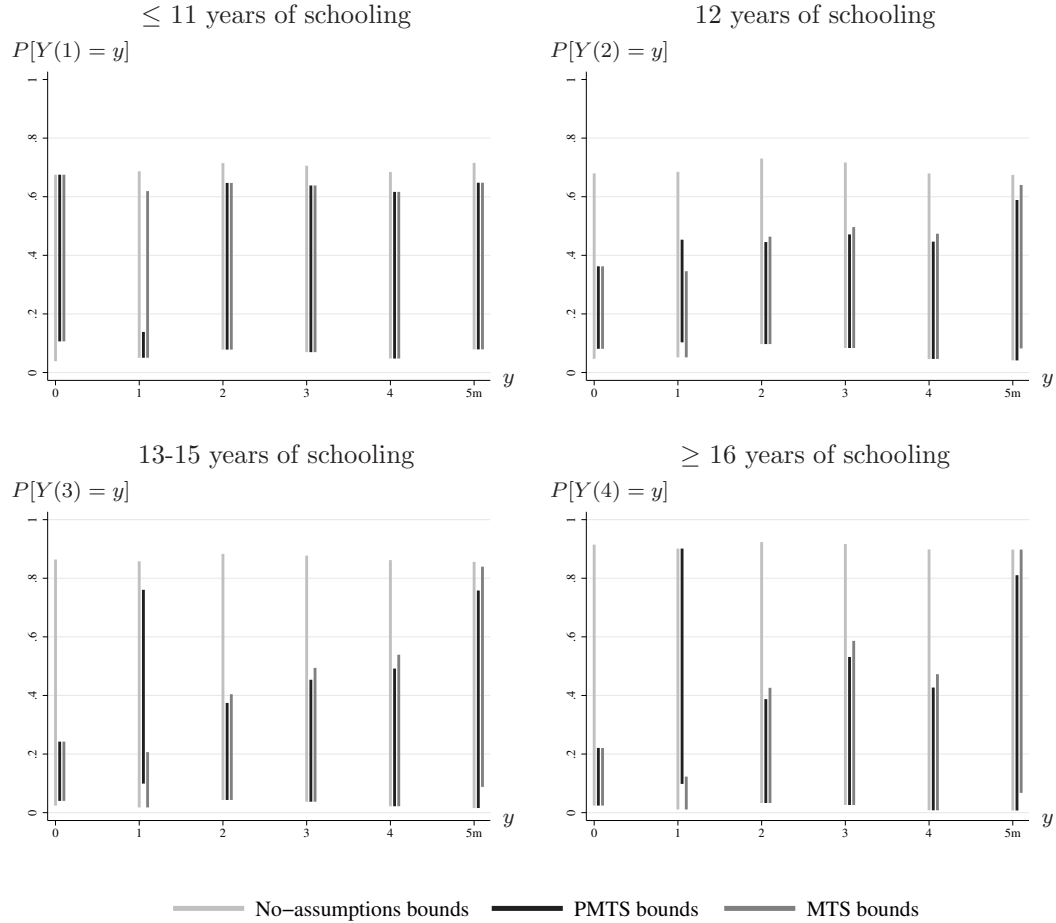 ≤ 11 years of schooling
P[Y(1) = y]
1
.8
.6
.4
.2
0
0 1 2 3 4 5m
y
12 years of schooling
P[Y(2) = y]
1
.8
.6
.4
.2
0
0 1 2 3 4 5m
y
13-15 years of schooling
P[Y(3) = y]
1
.8
.6
.4
.2
0
0 1 2 3 4 5m
y
≥ 16 years of schooling
P[Y(4) = y]
1
.8
.6
.4
.2
0
0 1 2 3 4 5m
y
No−assumptions bounds PMTS bounds MTS bounds